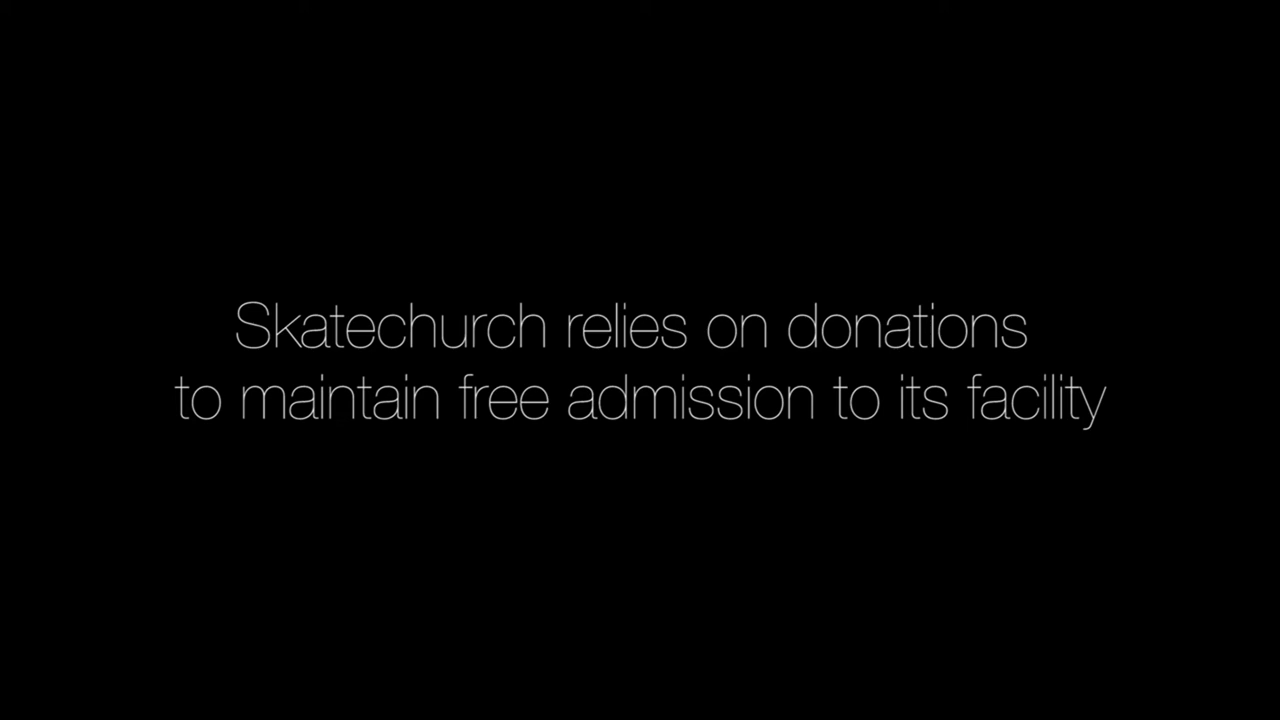 Skatechurch relies on donations
to maintain free admission to its facility